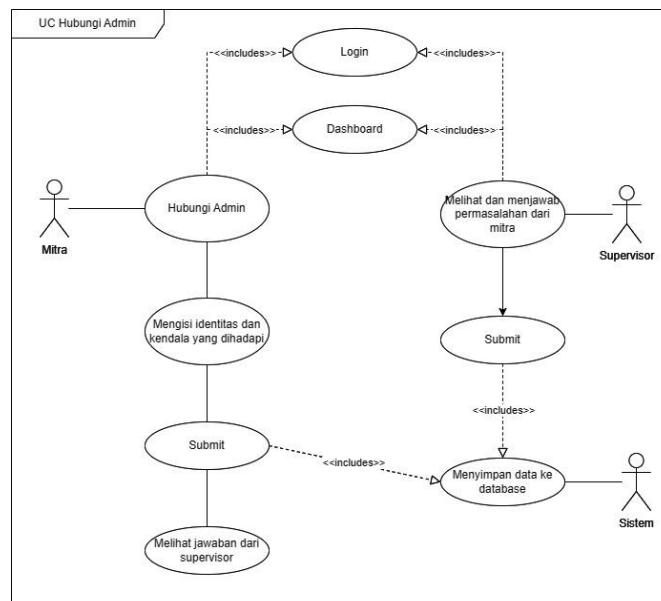 UC Hubungi Admin
<<includes>>
Login
<<includes>>
<<includes>>
Dashboard
<<includes>>
Mitra
Hubungi Admin
Melihat dan menjawab
permasalahan dari
mitra
Supervisor
Mengisi identitas dan
kendala yang dihadapi
Submit
<<includes>>
Submit
<<includes>>
Menyimpan data ke
database
Sistem
Melihat jawaban dari
supervisor